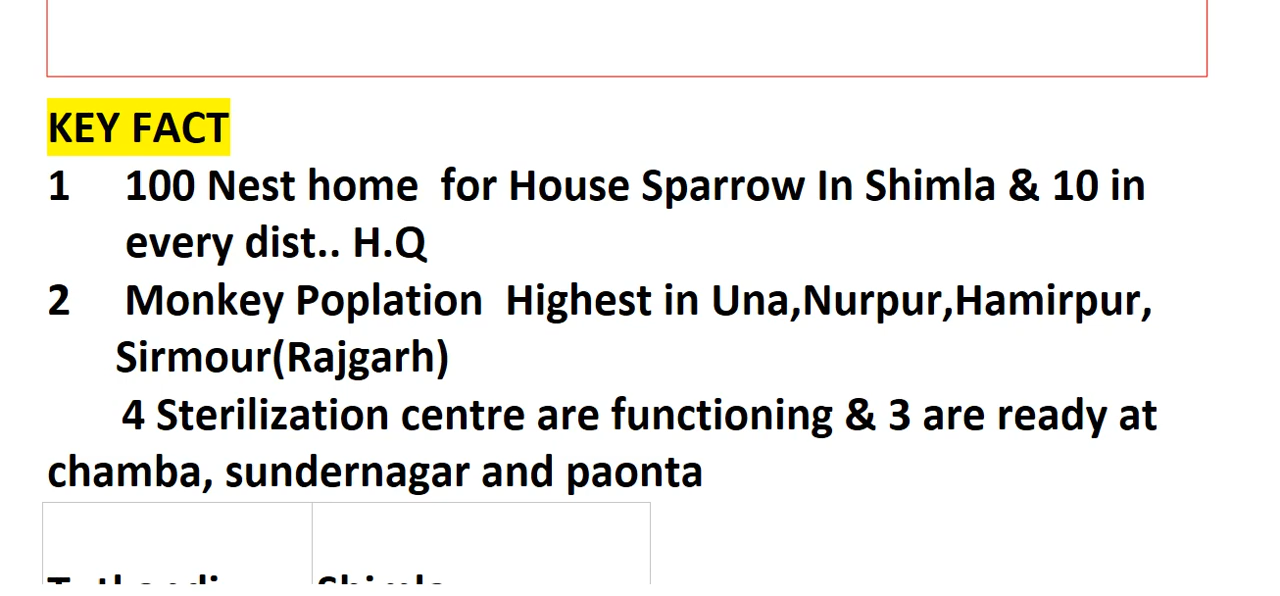 KEY FACT
1 100 Nest home for House Sparrow In Shimla & 10 in
every dist.. H.Q
2 Monkey Poplation Highest in Una,Nurpur,Hamirpur,
Sirmour(Rajgarh)
4 Sterilization centre are functioning & 3 are ready at
chamba, sundernagar and paonta
Shimla